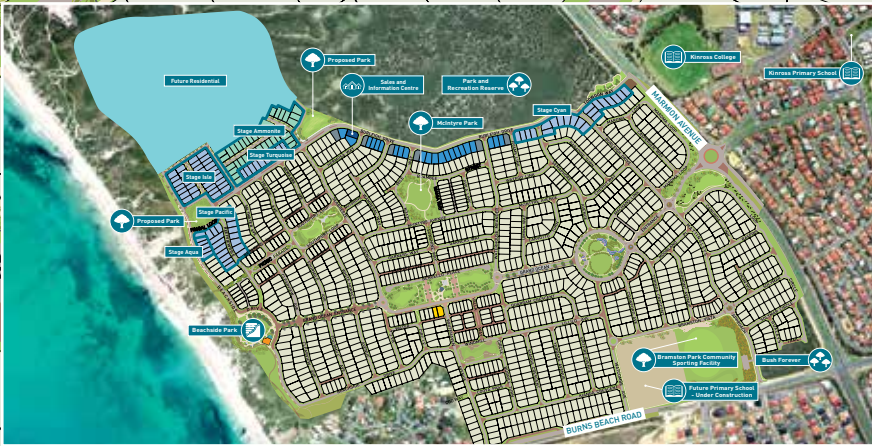 Future Residential
Proposed Park
Sales and
Information Centre
Park and
Recreation Reserve
Kinross College
Kinross Primary School
MARMION AVENUE
Stage Cyan
McIntyre Park
Stage Ammonite
Stage Turquoise
Stage Isla
Stage Pacific
Proposed Park
Stage Aqua
Beachside Park
Bramston Park Community
Sporting Facility
Bush Forever
Future Primary School
- Under Construction
BURNS BEACH ROAD